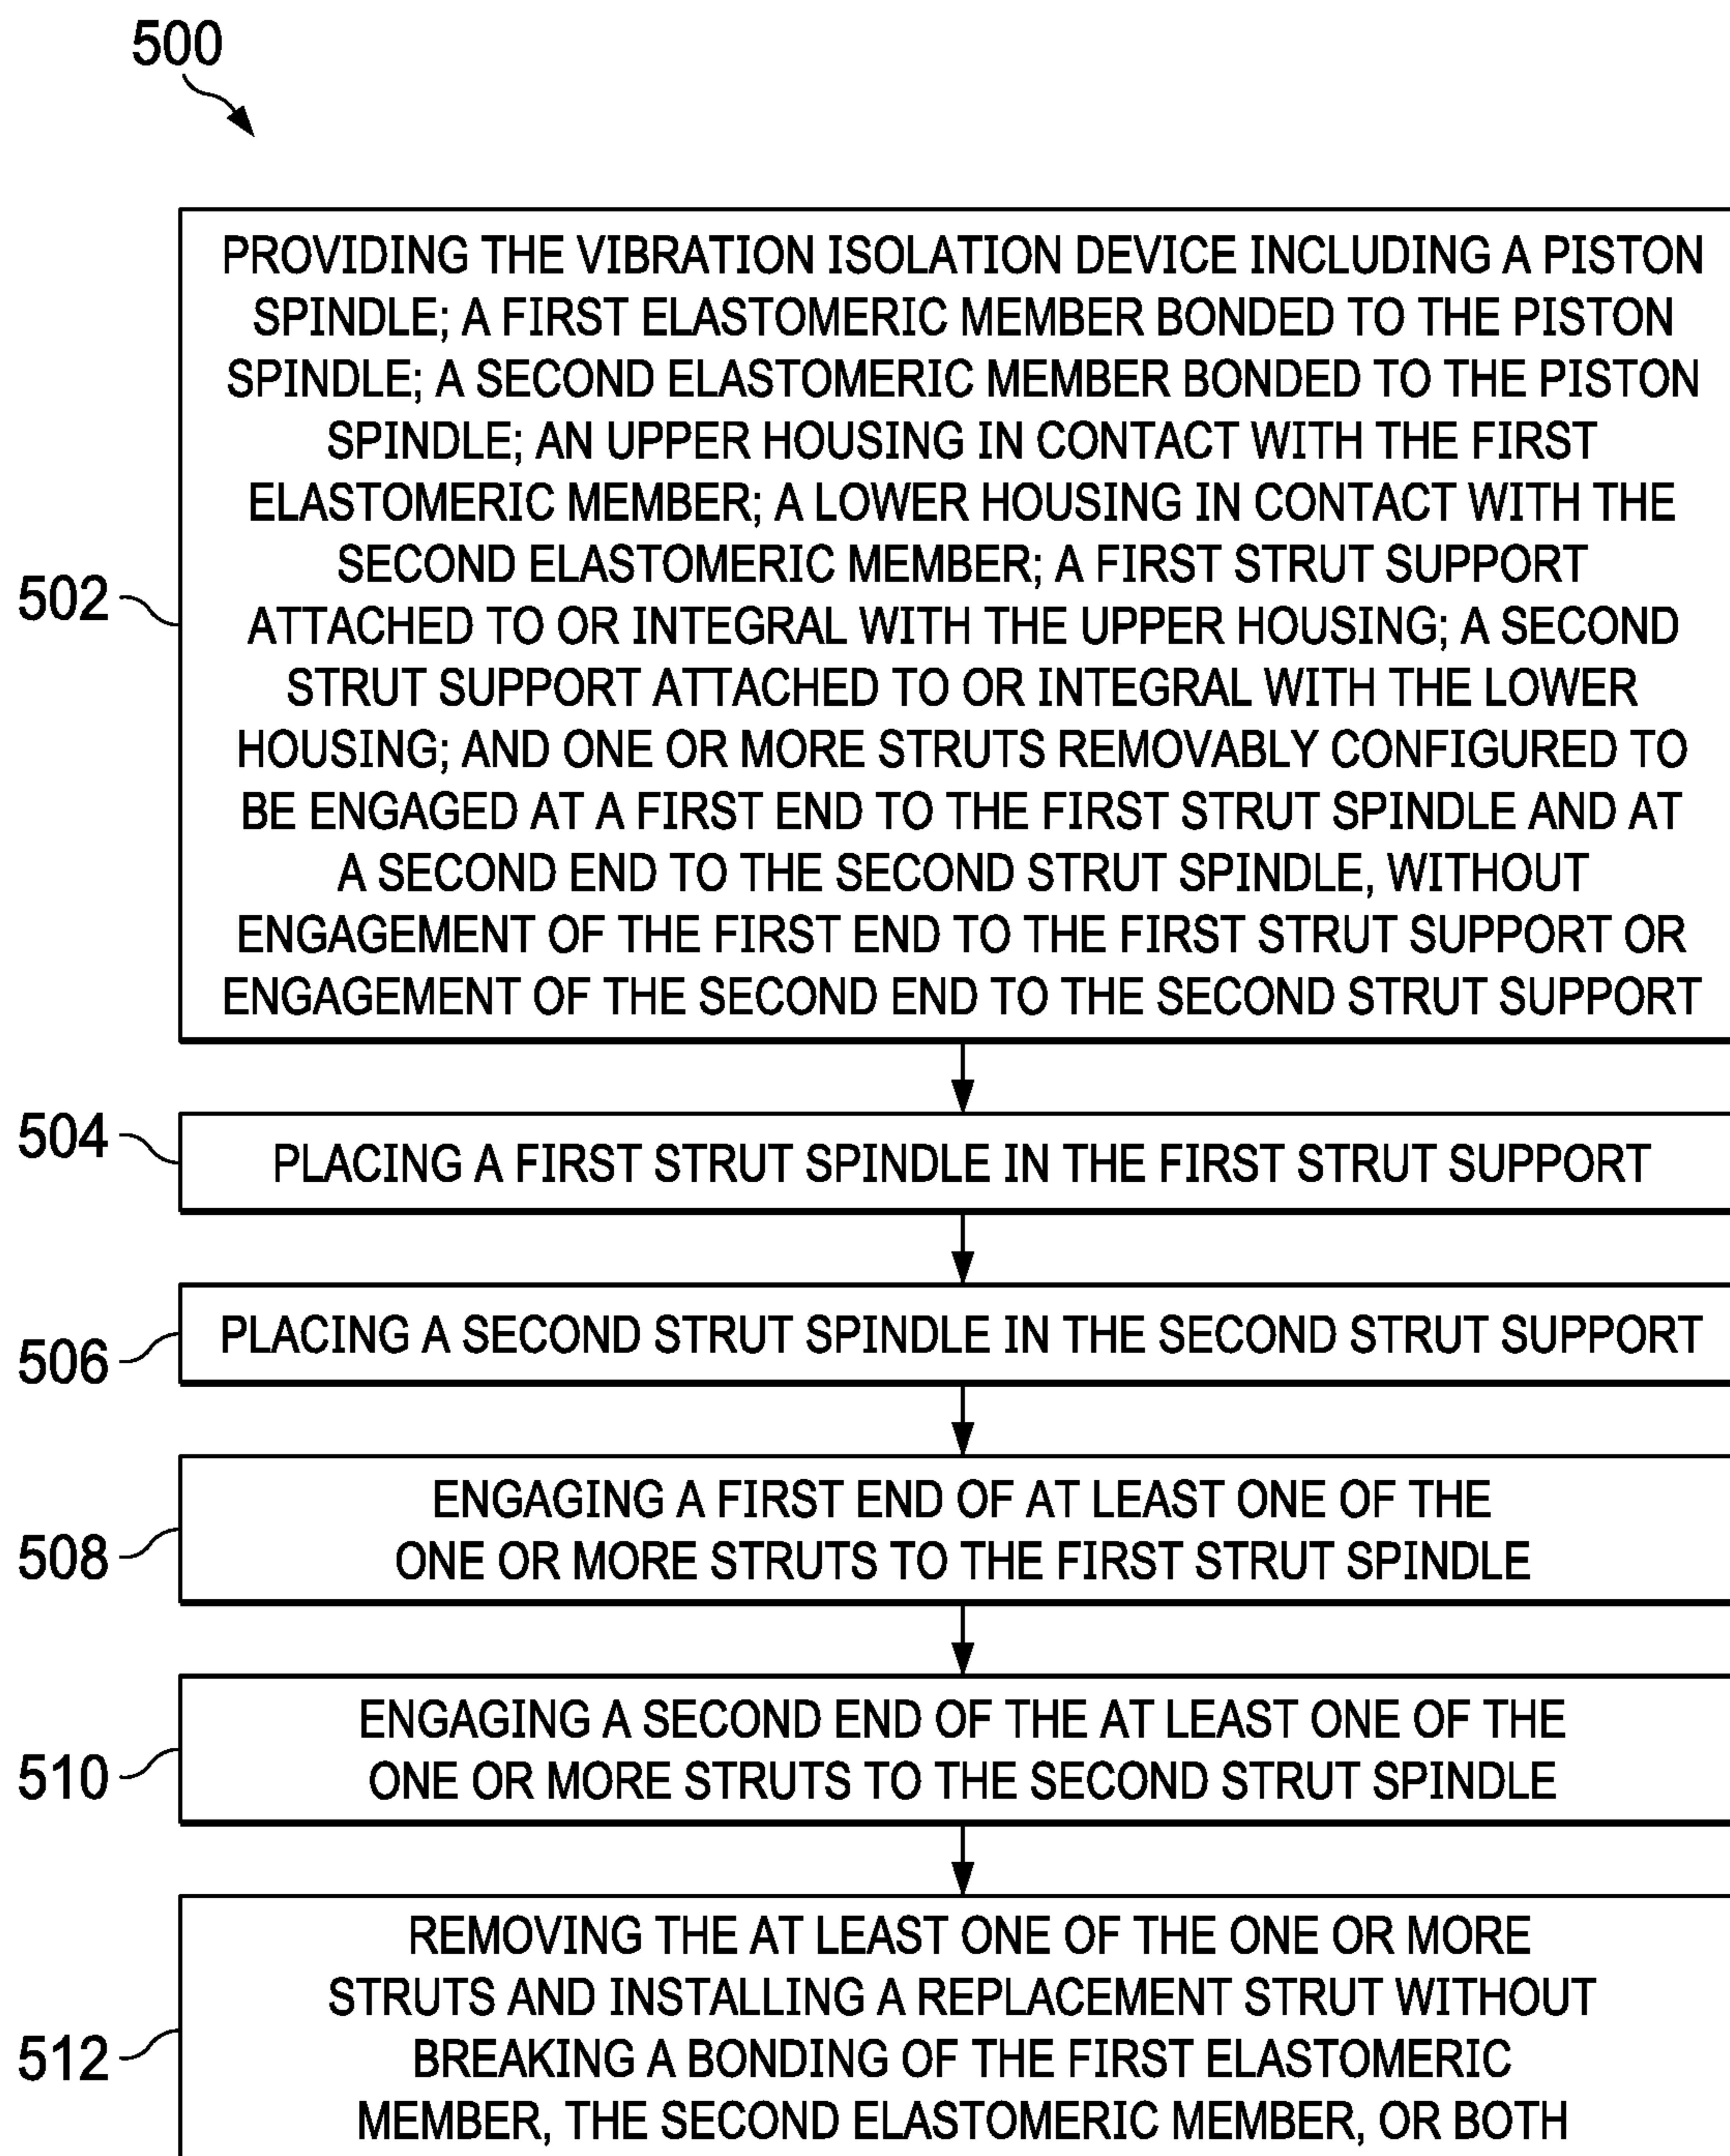 500
PROVIDING THE VIBRATION ISOLATION DEVICE INCLUDING A PISTON
SPINDLE; A FIRST ELASTOMERIC MEMBER BONDED TO THE PISTON
SPINDLE; A SECOND ELASTOMERIC MEMBER BONDED TO THE PISTON
SPINDLE; AN UPPER HOUSING IN CONTACT WITH THE FIRST
ELASTOMERIC MEMBER; A LOWER HOUSING IN CONTACT WITH THE
SECOND ELASTOMERIC MEMBER; A FIRST STRUT SUPPORT
ATTACHED TO OR INTEGRAL WITH THE UPPER HOUSING; A SECOND
STRUT SUPPORT ATTACHED TO OR INTEGRAL WITH THE LOWER
HOUSING; AND ONE OR MORE STRUTS REMOVABLY CONFIGURED TO
BE ENGAGED AT A FIRST END TO THE FIRST STRUT SPINDLE AND AT
A SECOND END TO THE SECOND STRUT SPINDLE, WITHOUT
ENGAGEMENT OF THE FIRST END TO THE FIRST STRUT SUPPORT OR
ENGAGEMENT OF THE SECOND END TO THE SECOND STRUT SUPPORT
502
504
PLACING A FIRST STRUT SPINDLE IN THE FIRST STRUT SUPPORT
506
PLACING A SECOND STRUT SPINDLE IN THE SECOND STRUT SUPPORT
508
ENGAGING A FIRST END OF AT LEAST ONE OF THE
ONE OR MORE STRUTS TO THE FIRST STRUT SPINDLE
510
ENGAGING A SECOND END OF THE AT LEAST ONE OF THE
ONE OR MORE STRUTS TO THE SECOND STRUT SPINDLE
512
REMOVING THE AT LEAST ONE OF THE ONE OR MORE
STRUTS AND INSTALLING A REPLACEMENT STRUT WITHOUT
BREAKING A BONDING OF THE FIRST ELASTOMERIC
MEMBER, THE SECOND ELASTOMERIC MEMBER, OR BOTH